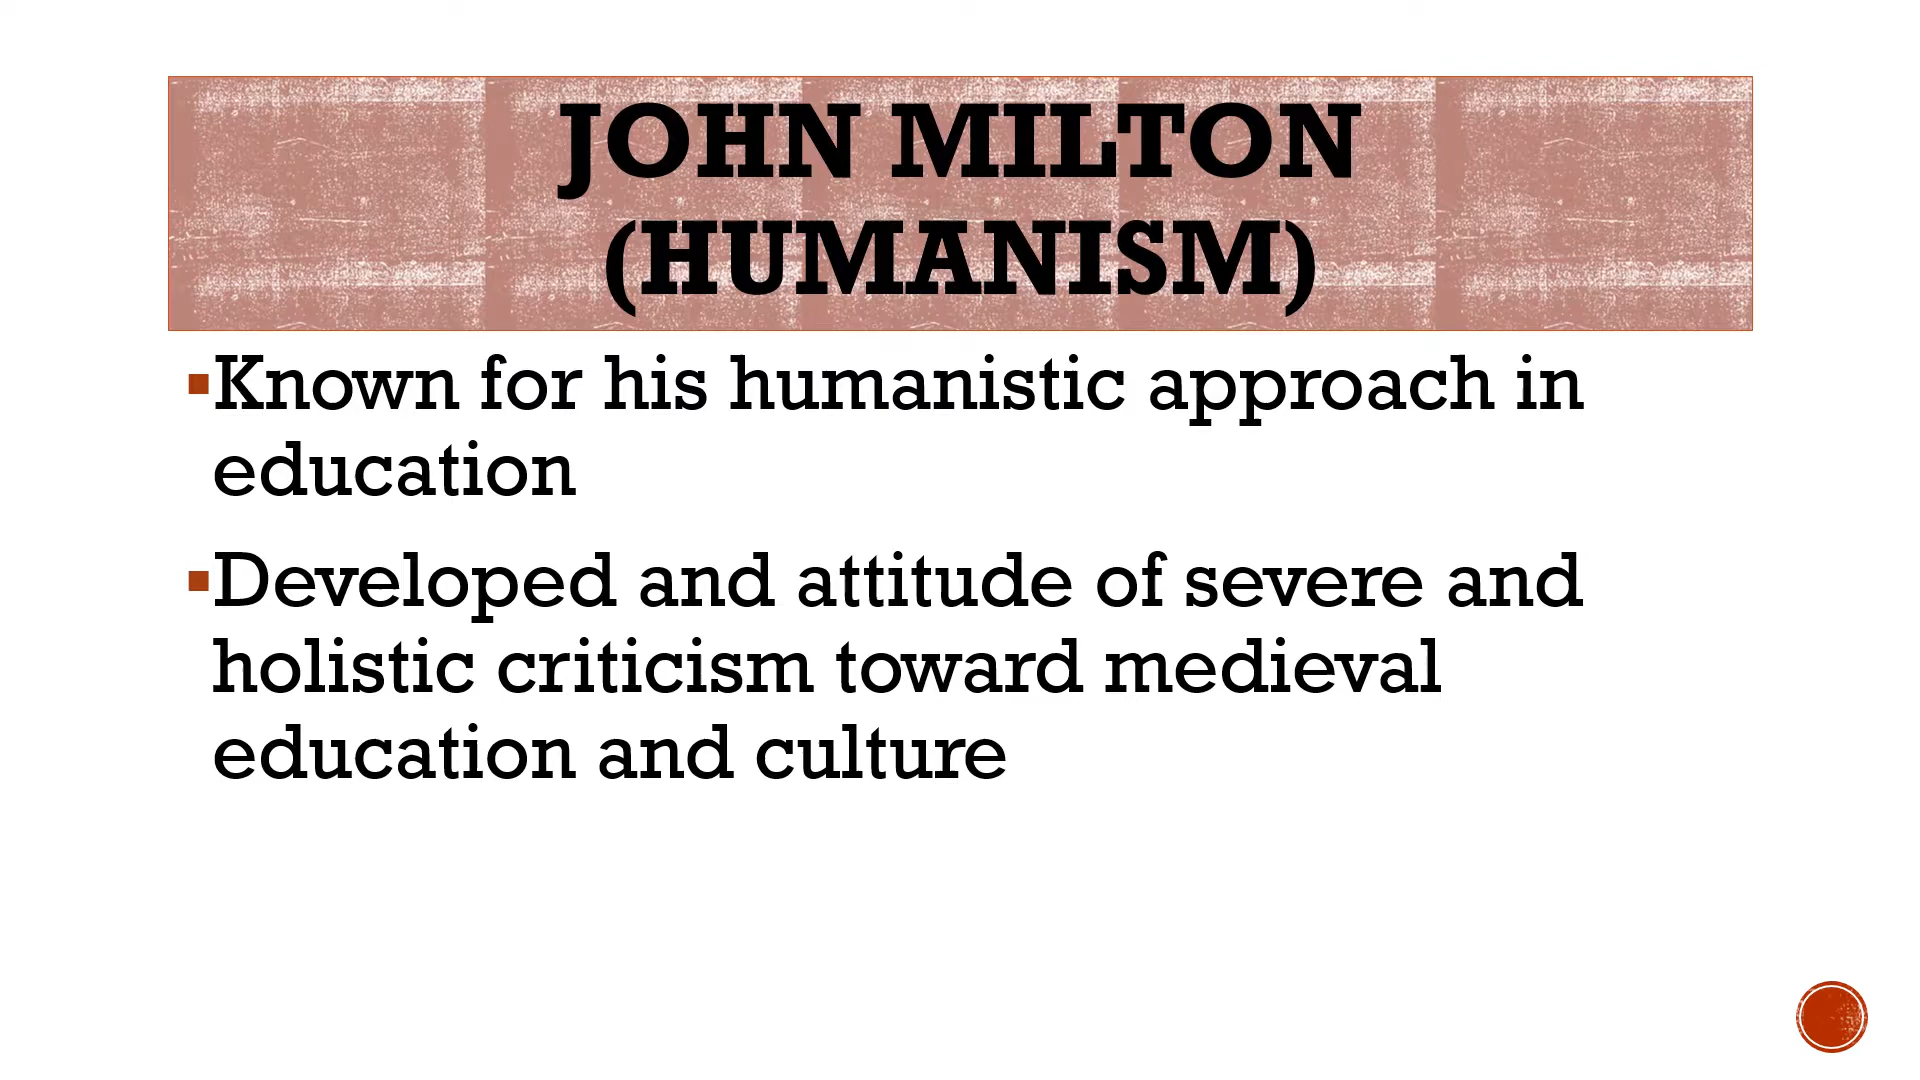 JOHN MILTON
(HUMANISM)
▪Known for his humanistic approach in
education
▪Developed and attitude of severe and
holistic criticism toward medieval
education and culture